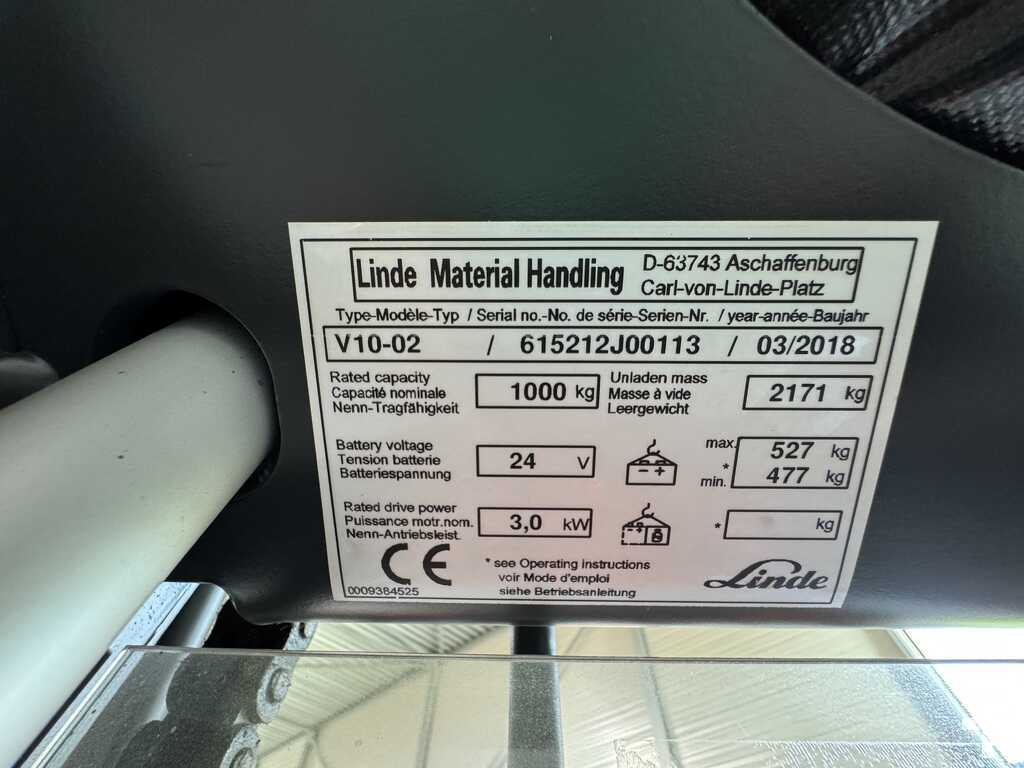 Linde Material Handling
D-63743 Aschaffenburg
Carl-von-Linde-Platz
Type-Modèle-Typ / Serial no.-No. de série-Serien-Nr. / year-année-Baujahr
V10-02 / 615212J00113 / 03/2018
Rated capacity
Capacité nominale
Nenn-Tragfähigkeit
1000 kg
Unladen mass
Masse à vide
Leergewicht
2171 kg
Battery voltage
Tension batterie
Batteriespannung
24 V
- +
max. 527 kg
*
min. 477 kg
Rated drive power
Puissance motr.nom.
Nenn-Antriebsleist.
3,0 kW
* kg
CE
0009384525
* see Operating instructions
voir Mode d'emploi
siehe Betriebsanleitung
Linde